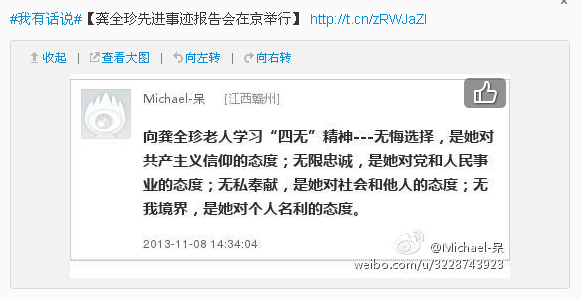 #我有话说#【龚全珍先进事迹报告会在京举行】 http://t.cn/zRWJaZl
收起 | 查看大图 | 向左转 | 向右转
Michael-呆 [江西赣州]
向龚全珍老人学习“四无”精神---无悔选择，是她对
共产主义信仰的态度；无限忠诚，是她对党和人民事
业的态度；无私奉献，是她对社会和他人的态度；无
我境界，是她对个人名利的态度。
2013-11-08 14:34:04
@Michael-呆
weibo.com/u/3228743923